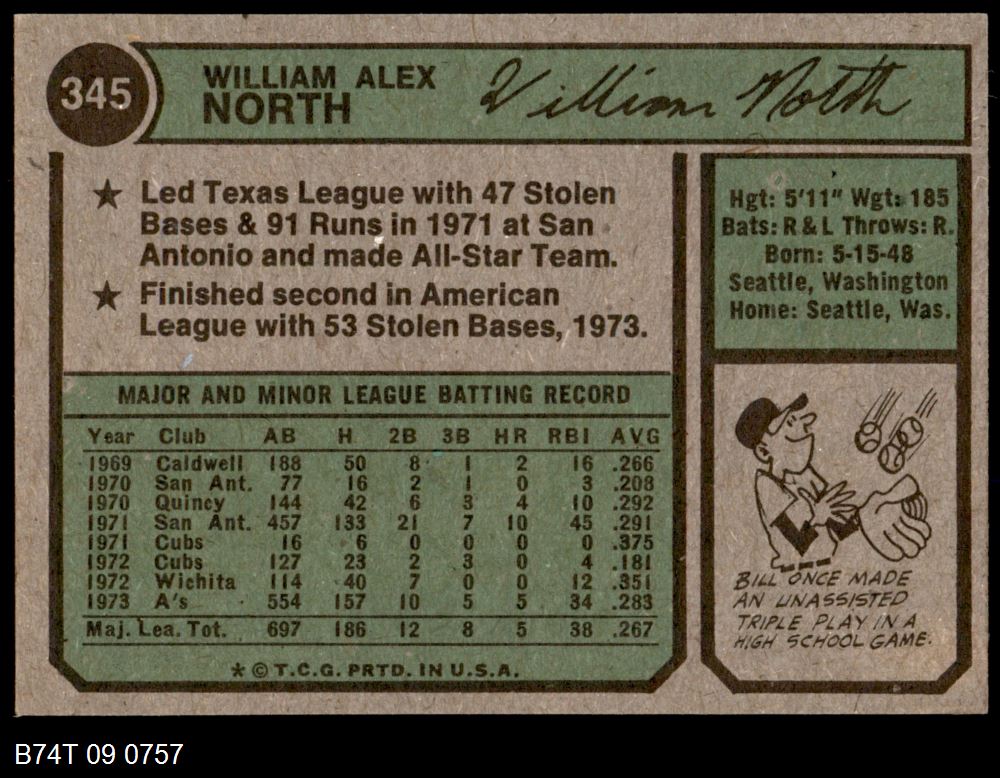 345
WILLIAM ALEX
NORTH
William North
★ Led Texas League with 47 Stolen
Bases & 91 Runs in 1971 at San
Antonio and made All-Star Team.
★ Finished second in American
League with 53 Stolen Bases, 1973.
Hgt: 5'11" Wgt: 185
Bats: R & L Throws: R.
Born: 5-15-48
Seattle, Washington
Home: Seattle, Was.
MAJOR AND MINOR LEAGUE BATTING RECORD
Year Club AB H 2B 3B HR RBI AVG
1969 Caldwell 188 50 8 1 2 16 .266
1970 San Ant. 77 16 2 1 0 3 .208
1970 Quincy 144 42 6 3 4 10 .292
1971 San Ant. 457 133 21 7 10 45 .291
1971 Cubs 16 6 0 0 0 0 .375
1972 Cubs 127 23 2 3 0 4 .181
1972 Wichita 114 40 7 0 0 12 .351
1973 A's 554 157 10 5 5 34 .283
Maj. Lea. Tot. 697 186 12 8 5 38 .267
* © T.C.G. PRTD. IN U.S.A.
BILL ONCE MADE
AN UNASSISTED
TRIPLE PLAY IN A
HIGH SCHOOL GAME.
B74T 09 0757